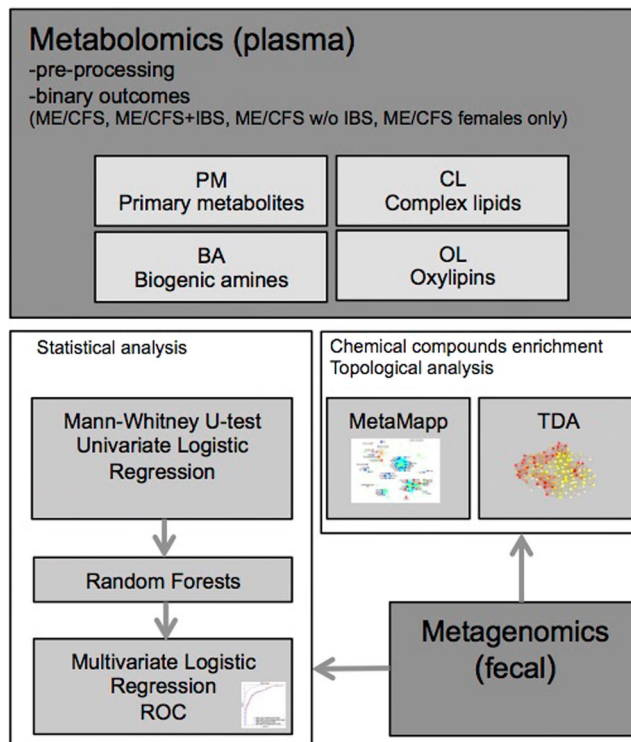 Metabolomics (plasma)
-pre-processing
-binary outcomes
(ME/CFS, ME/CFS+IBS, ME/CFS w/o IBS, ME/CFS females only)
PM
Primary metabolites
CL
Complex lipids
BA
Biogenic amines
OL
Oxylipins
Statistical analysis
Mann-Whitney U-test
Univariate Logistic
Regression
Random Forests
Multivariate Logistic
Regression
ROC
Chemical compounds enrichment
Topological analysis
MetaMapp
TDA
Metagenomics
(fecal)